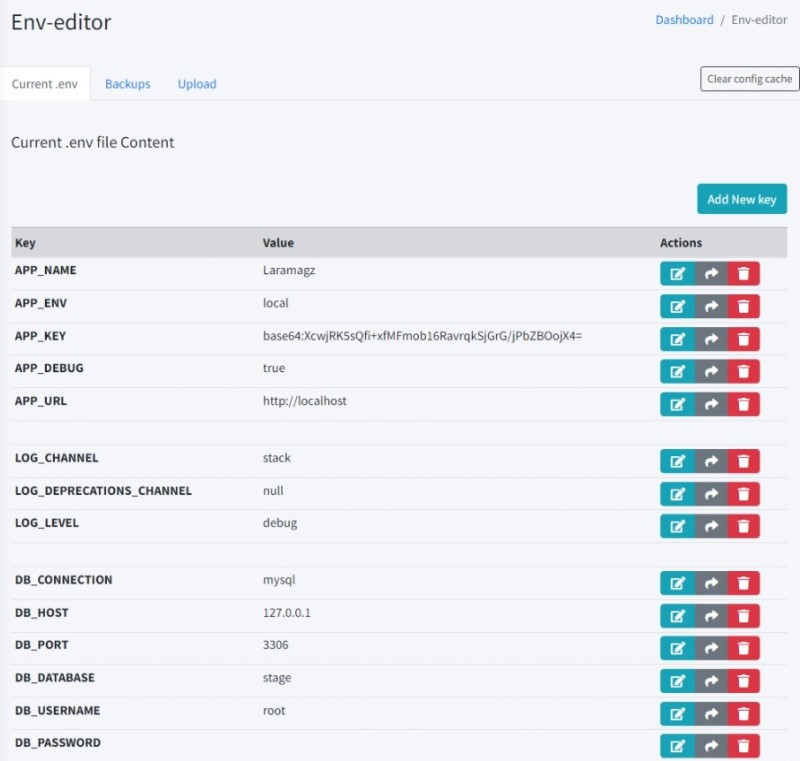 Env-editor
Dashboard / Env-editor
Current .env Backups Upload
Clear config cache
Current .env file Content
Add New key
Key Value Actions
APP_NAME Laramagz
APP_ENV local
APP_KEY base64:XcwjRK5sQfi+xfMFmob16RavrqkSjGrG/jPbZBOojX4=
APP_DEBUG true
APP_URL http://localhost
LOG_CHANNEL stack
LOG_DEPRECATIONS_CHANNEL null
LOG_LEVEL debug
DB_CONNECTION mysql
DB_HOST 127.0.0.1
DB_PORT 3306
DB_DATABASE stage
DB_USERNAME root
DB_PASSWORD